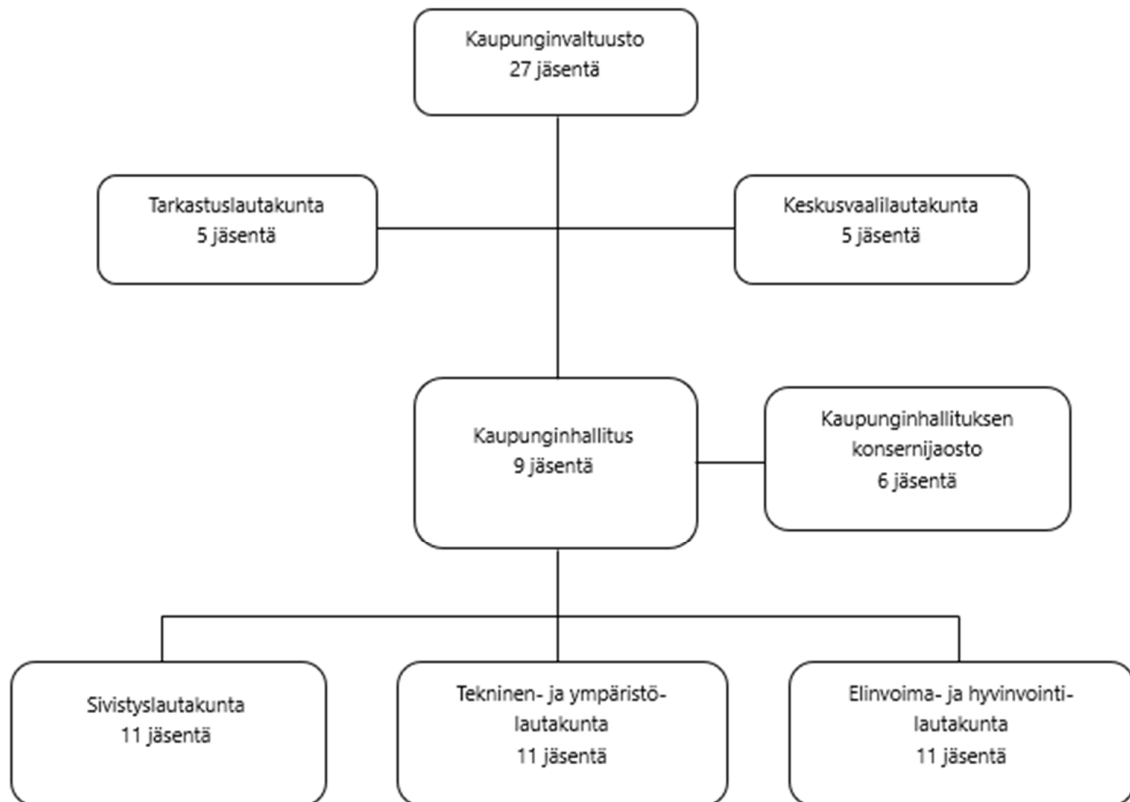 Kaupunginvaltuusto
27 jäsentä
Tarkastuslautakunta
5 jäsentä
Keskusvaalilautakunta
5 jäsentä
Kaupunginhallitus
9 jäsentä
Kaupunginhallituksen
konsernijaosto
6 jäsentä
Sivistyslautakunta
11 jäsentä
Tekninen- ja ympäristö-
lautakunta
11 jäsentä
Elinvoima- ja hyvinvointi-
lautakunta
11 jäsentä